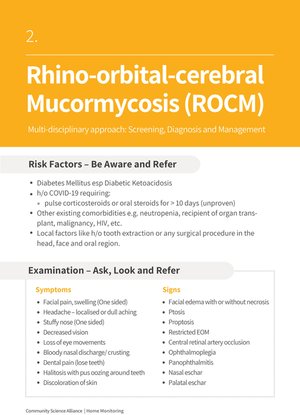 2.
Rhino-orbital-cerebral
Mucormycosis (ROCM)
Multi-disciplinary approach: Screening, Diagnosis and Management
Risk Factors – Be Aware and Refer
• Diabetes Mellitus esp Diabetic Ketoacidosis
• h/o COVID-19 requiring:
◦ pulse corticosteroids or oral steroids for > 10 days (unproven)
• Other existing comorbidities e.g. neutropenia, recipient of organ trans-
plant, malignancy, HIV, etc.
• Local factors like h/o tooth extraction or any surgical procedure in the
head, face and oral region.
Examination – Ask, Look and Refer
Symptoms
• Facial pain, swelling (One sided)
• Headache – localised or dull aching
• Stuffy nose (One sided)
• Decreased vision
• Loss of eye movements
• Bloody nasal discharge/ crusting
• Dental pain (lose teeth)
• Halitosis with pus oozing around teeth
• Discoloration of skin
Signs
• Facial edema with or without necrosis
• Ptosis
• Proptosis
• Restricted EOM
• Central retinal artery occlusion
• Ophthalmoplegia
• Panophthalmitis
• Nasal eschar
• Palatal eschar
Community Science Alliance | Home Monitoring